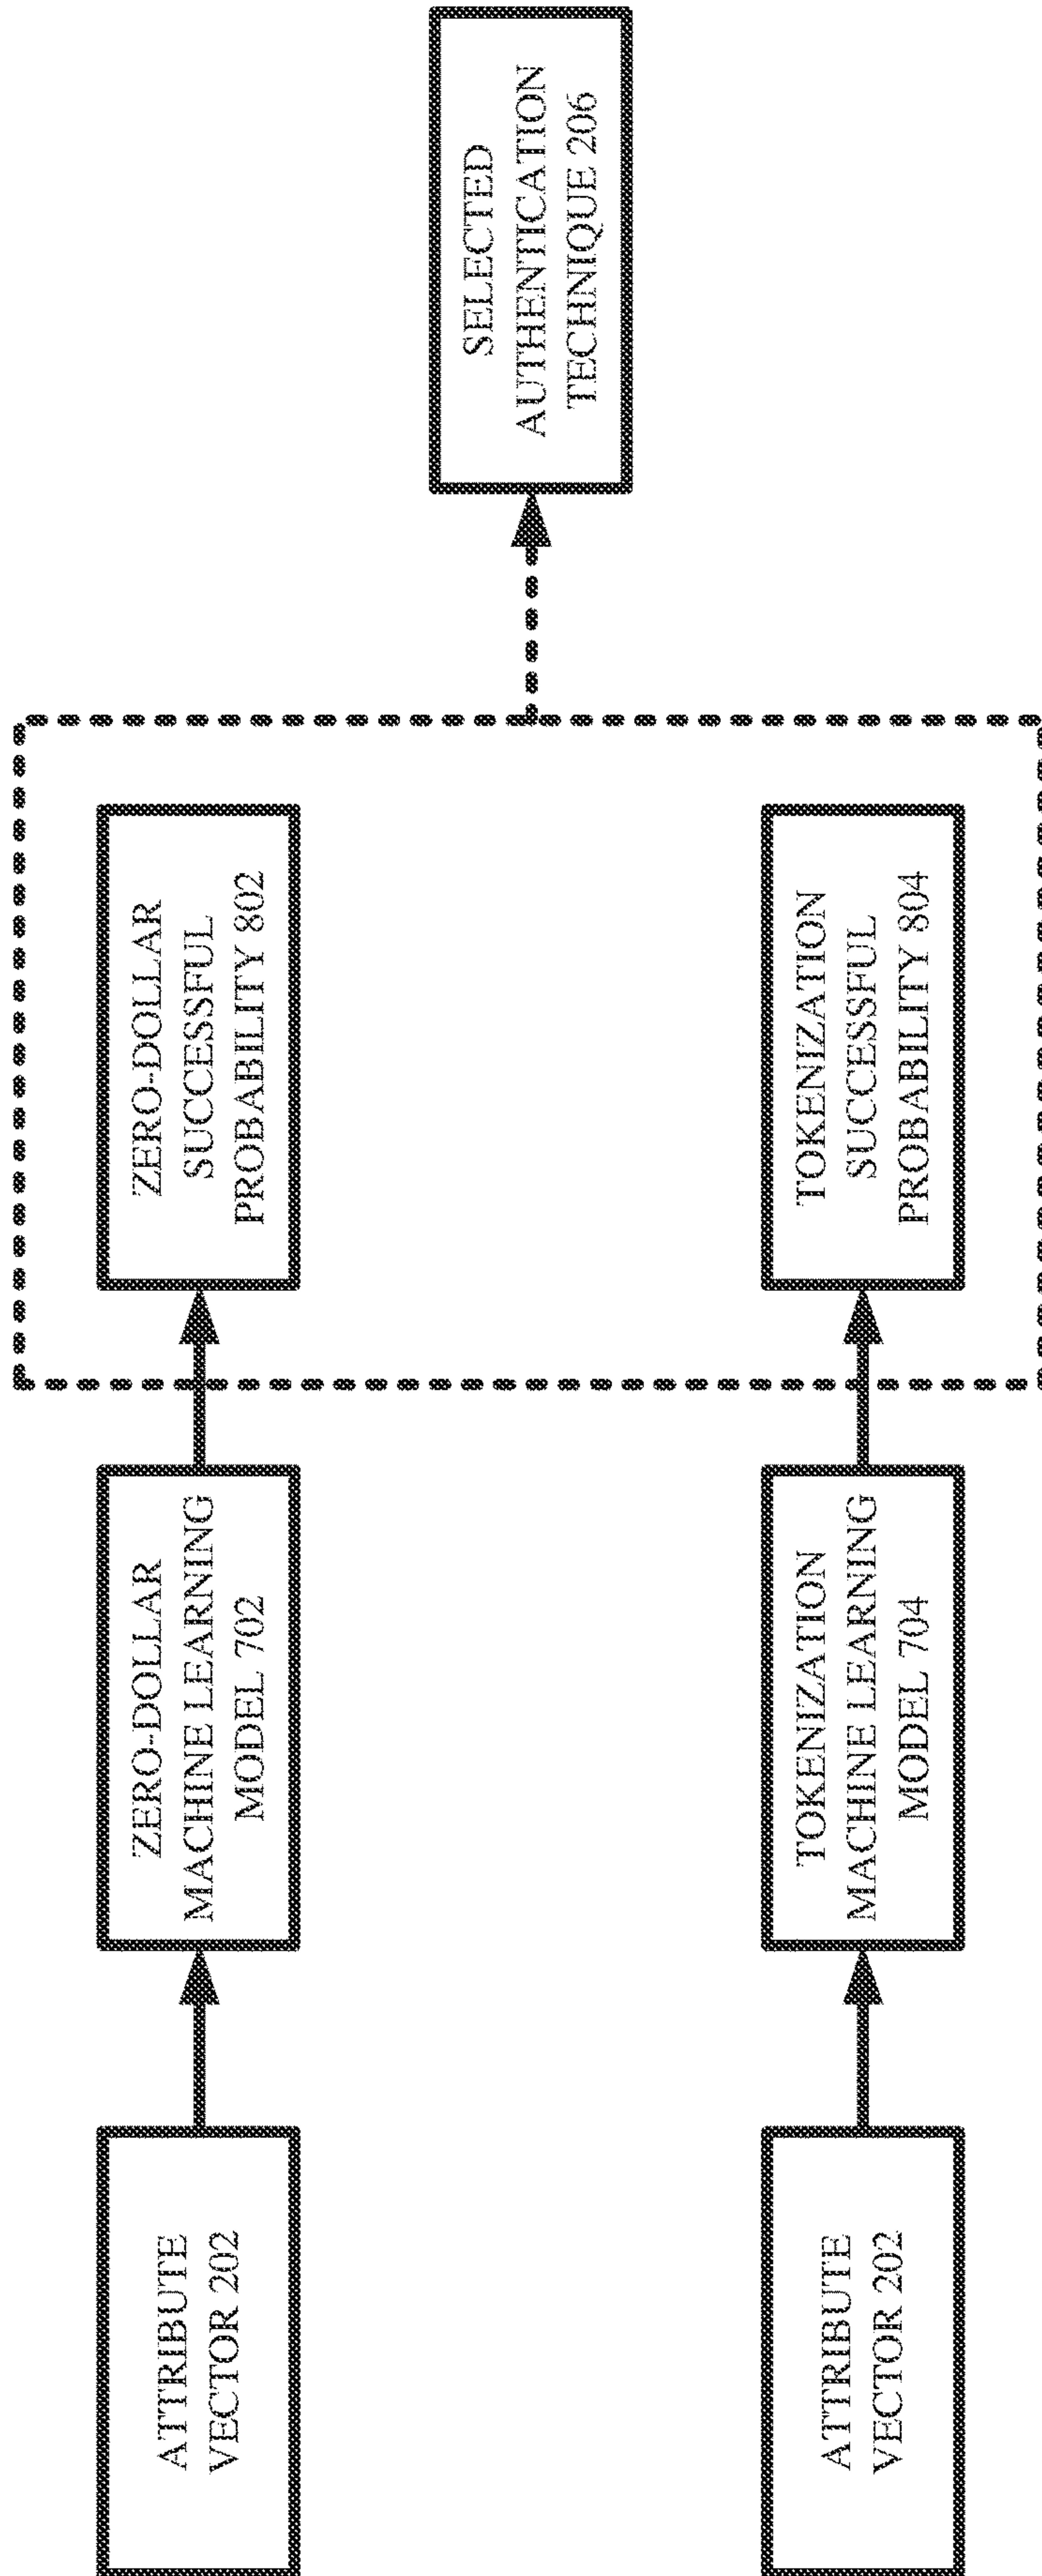 ATTRIBUTE
VECTOR 202
ZERO-DOLLAR
MACHINE LEARNING
MODEL 702
ZERO-DOLLAR
SUCCESSFUL
PROBABILITY 802
SELECTED
AUTHENTICATION
TECHNIQUE 206
ATTRIBUTE
VECTOR 202
TOKENIZATION
MACHINE LEARNING
MODEL 704
TOKENIZATION
SUCCESSFUL
PROBABILITY 804